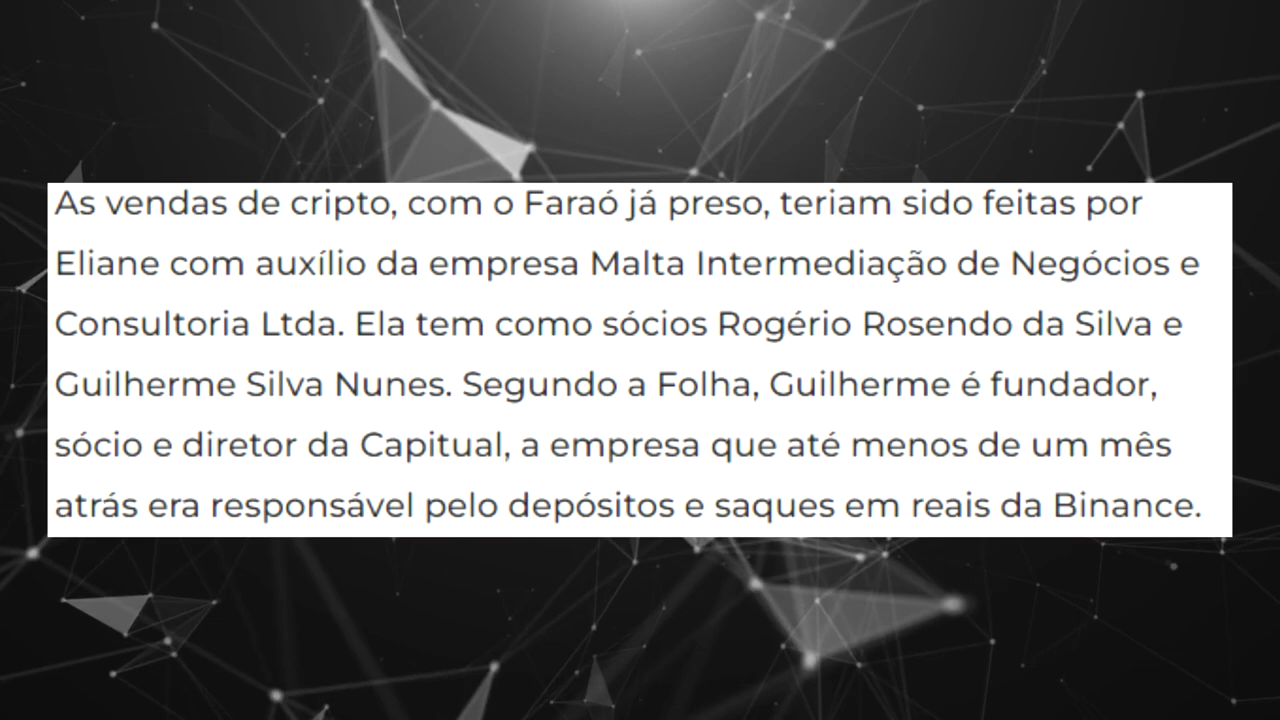 As vendas de cripto, com o Faraó já preso, teriam sido feitas por
Eliane com auxílio da empresa Malta Intermediação de Negócios e
Consultoria Ltda. Ela tem como sócios Rogério Rosendo da Silva e
Guilherme Silva Nunes. Segundo a Folha, Guilherme é fundador,
sócio e diretor da Capitual, a empresa que até menos de um mês
atrás era responsável pelo depósitos e saques em reais da Binance.